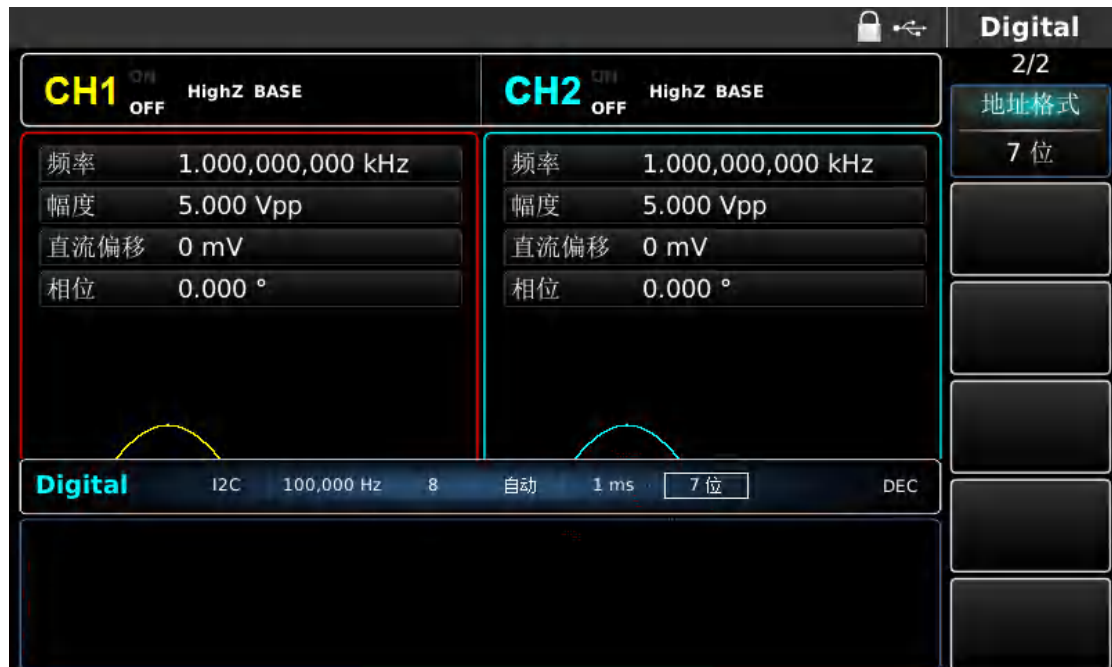 Digital
2/2
地址格式
7 位
CH1 ON OFF HighZ BASE
CH2 ON OFF HighZ BASE
频率 1.000,000,000 kHz
幅度 5.000 Vpp
直流偏移 0 mV
相位 0.000 °
频率 1.000,000,000 kHz
幅度 5.000 Vpp
直流偏移 0 mV
相位 0.000 °
Digital I2C 100,000 Hz 8 自动 1 ms 7 位 DEC